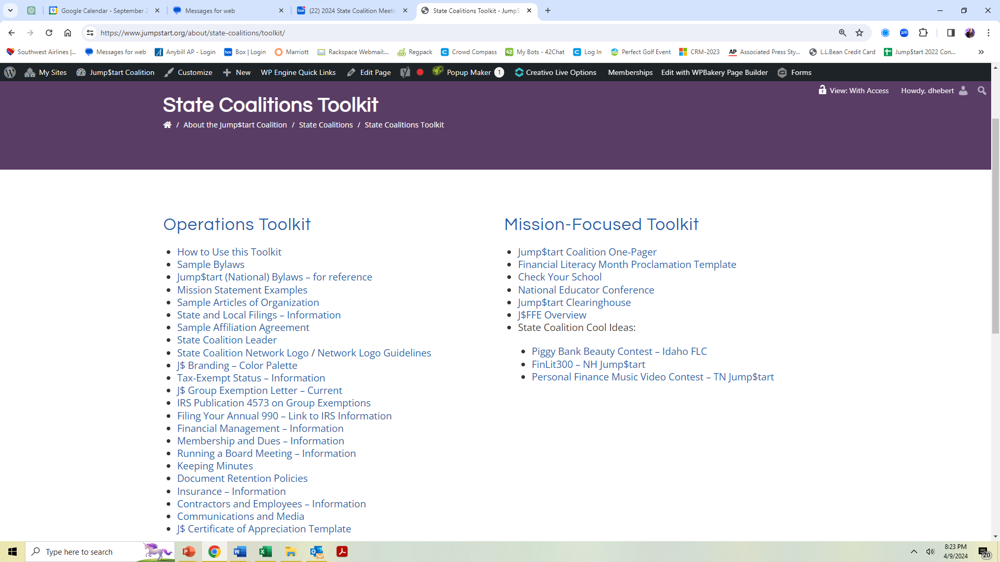 Google Calendar - September 2
Messages for web
(22) 2024 State Coalition Meeti
State Coalitions Toolkit - Jump$
https://www.jumpstart.org/about/state-coalitions/toolkit/
Southwest Airlines |...
Messages for web
Anybill AP - Login
Box | Login
Marriott
Rackspace Webmail:...
Regpack
Crowd Compass
My Bots - 42Chat
Log In
Perfect Golf Event
CRM-2023
Associated Press Sty...
L.L.Bean Credit Card
Jump$tart 2022 Con...
My Sites
Jump$tart Coalition
Customize
New
WP Engine Quick Links
Edit Page
Popup Maker 1
Creativo Live Options
Memberships
Edit with WPBakery Page Builder
Forms
View: With Access
Howdy, dhebert
State Coalitions Toolkit
/ About the Jump$tart Coalition / State Coalitions / State Coalitions Toolkit
Operations Toolkit
How to Use this Toolkit
Sample Bylaws
Jump$tart (National) Bylaws – for reference
Mission Statement Examples
Sample Articles of Organization
State and Local Filings – Information
Sample Affiliation Agreement
State Coalition Leader
State Coalition Network Logo / Network Logo Guidelines
J$ Branding – Color Palette
Tax-Exempt Status – Information
J$ Group Exemption Letter – Current
IRS Publication 4573 on Group Exemptions
Filing Your Annual 990 – Link to IRS Information
Financial Management – Information
Membership and Dues – Information
Running a Board Meeting – Information
Keeping Minutes
Document Retention Policies
Insurance – Information
Contractors and Employees – Information
Communications and Media
J$ Certificate of Appreciation Template
Mission-Focused Toolkit
Jump$tart Coalition One-Pager
Financial Literacy Month Proclamation Template
Check Your School
National Educator Conference
Jump$tart Clearinghouse
J$FFE Overview
State Coalition Cool Ideas:
Piggy Bank Beauty Contest – Idaho FLC
FinLit300 – NH Jump$tart
Personal Finance Music Video Contest – TN Jump$tart
Type here to search
8:23 PM
4/9/2024
20